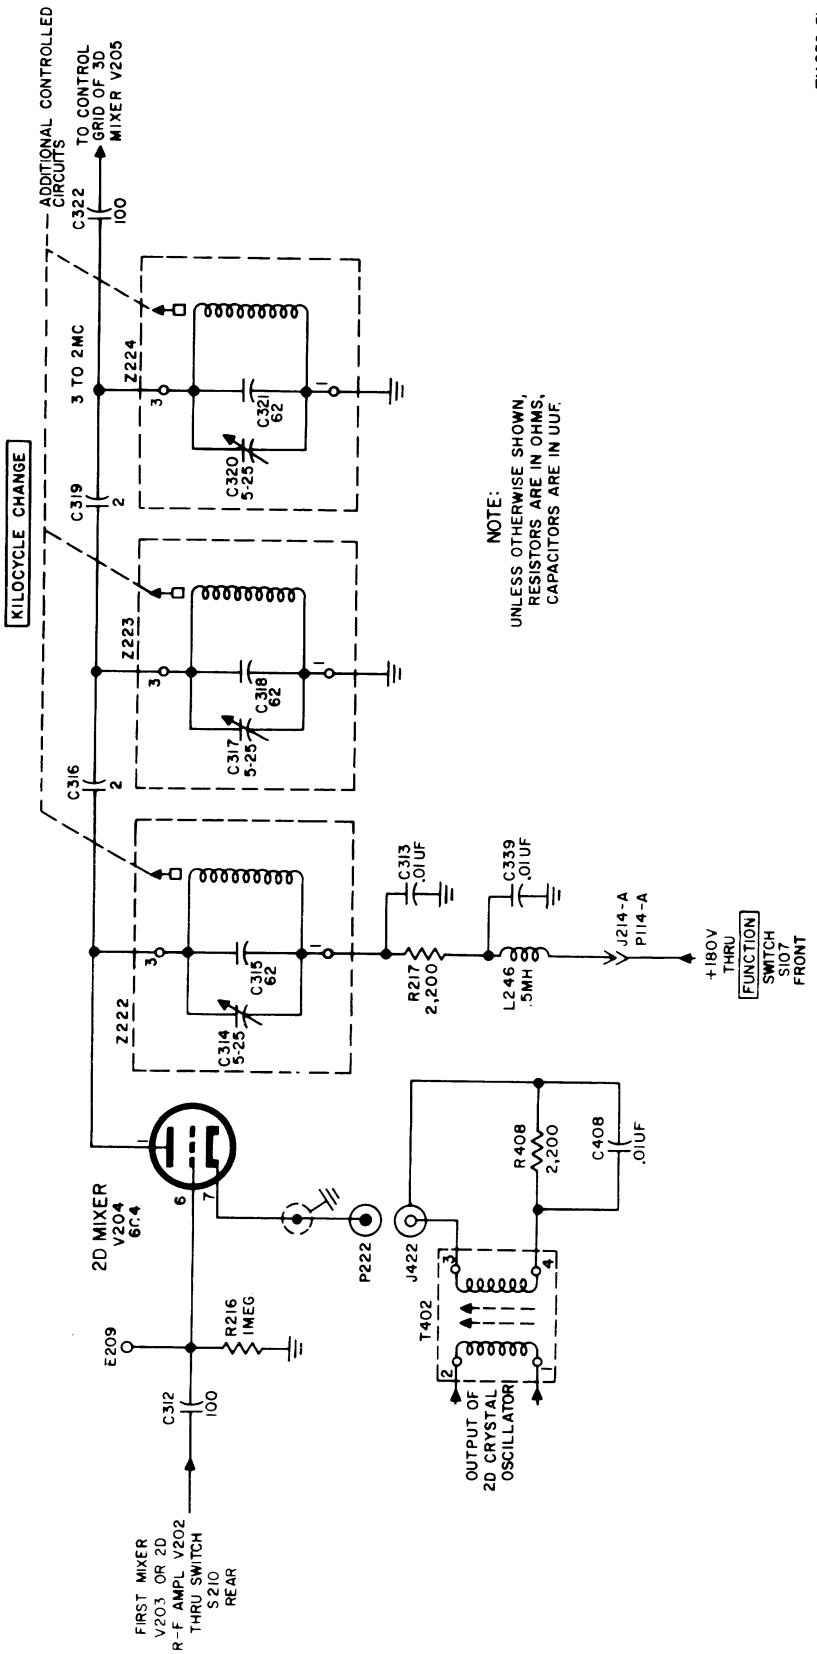 KILOCYCLE CHANGE
ADDITIONAL CONTROLLED
CIRCUITS
TO CONTROL
GRID OF 3D
MIXER V205
C316
2
C319
2
3 TO 2MC
C322
100
2D MIXER
V204
6C4
1
6
7
Z222
3
C314
5-25
C315
62
1
Z223
3
C317
5-25
C318
62
1
Z224
3
C320
5-25
C321
62
1
FIRST MIXER
V203 OR 2D
R-F AMPL V202
THRU SWITCH
S210
REAR
C312
100
E209
R216
1MEG
P222
J422
T402
2
1
3
4
OUTPUT OF
2D CRYSTAL
OSCILLATOR
R408
2,200
C408
.01UF
C313
.01UF
R217
2,200
C339
.01UF
L246
.5MH
J214-A
P114-A
+180V
THRU
FUNCTION
SWITCH
S107
FRONT
NOTE:
UNLESS OTHERWISE SHOWN,
RESISTORS ARE IN OHMS,
CAPACITORS ARE IN UUF.